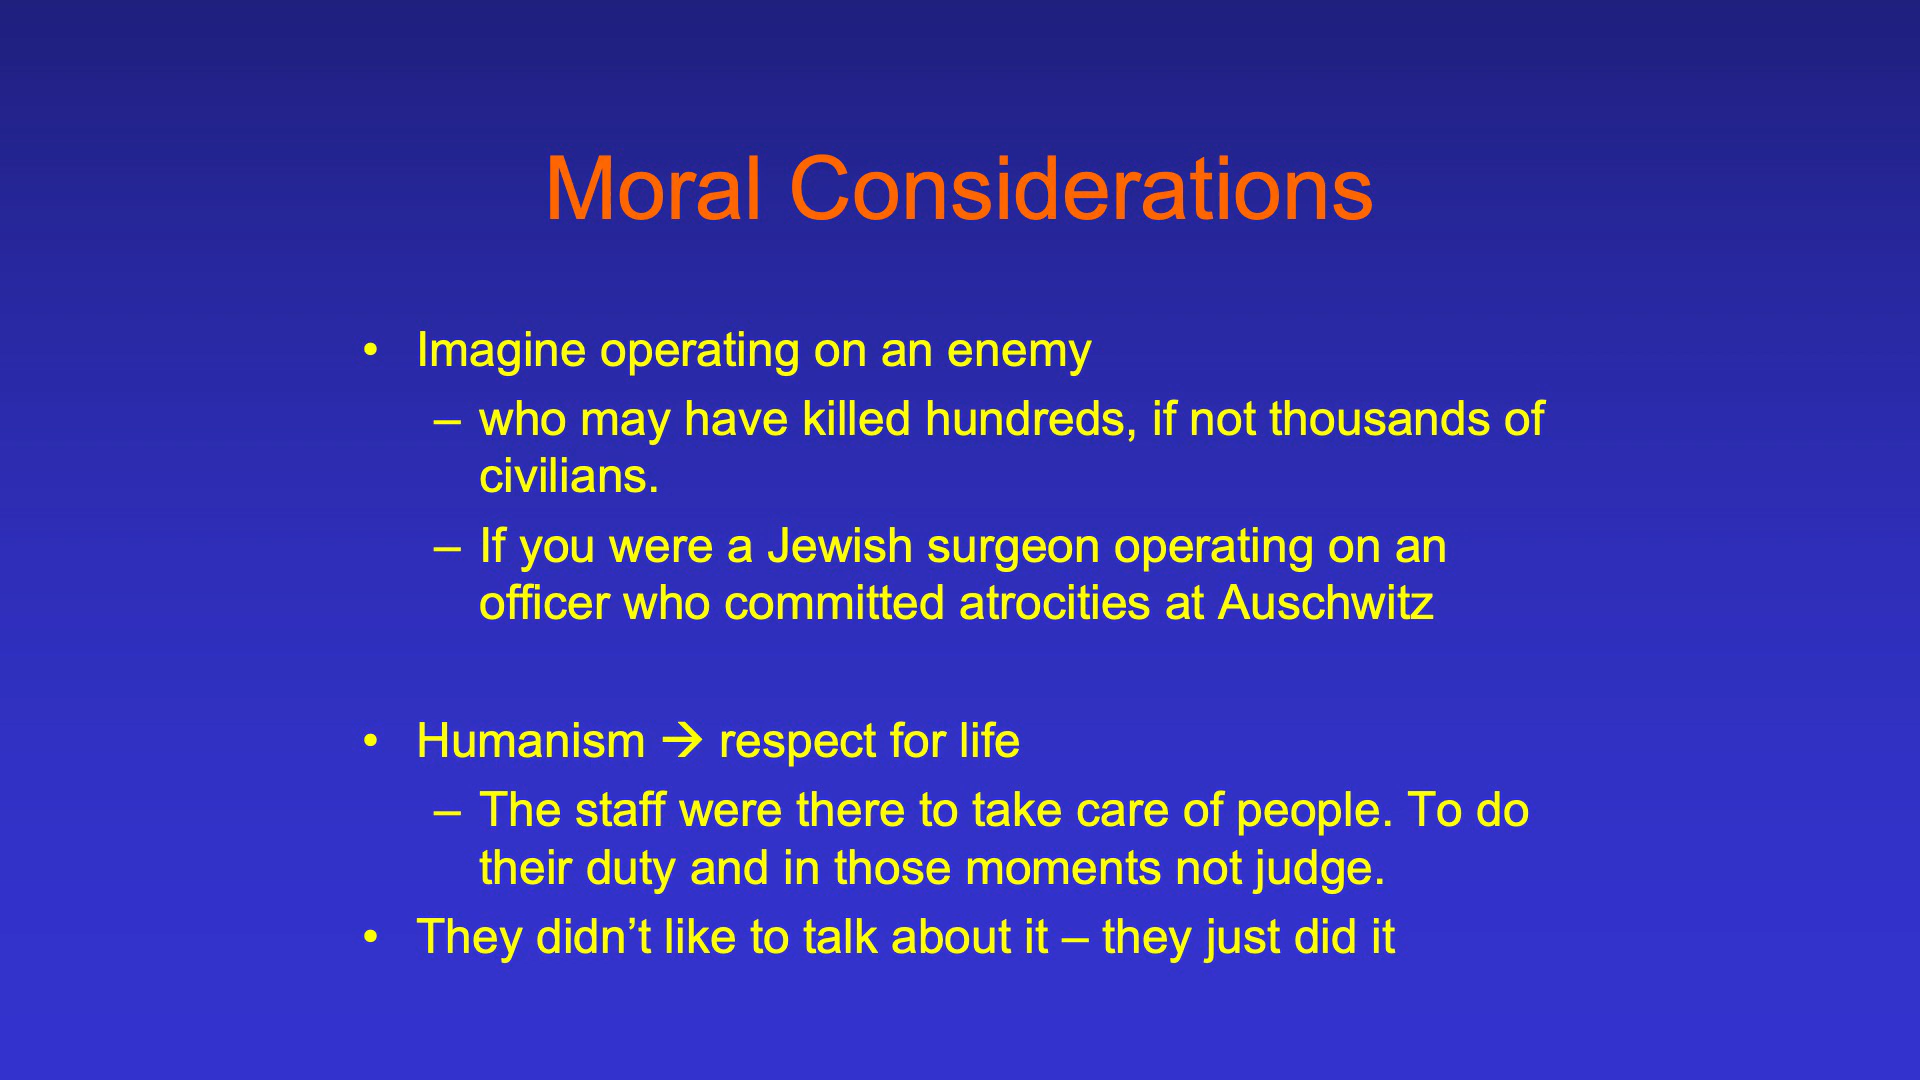 Moral Considerations
• Imagine operating on an enemy
– who may have killed hundreds, if not thousands of
civilians.
– If you were a Jewish surgeon operating on an
officer who committed atrocities at Auschwitz
• Humanism → respect for life
– The staff were there to take care of people. To do
their duty and in those moments not judge.
• They didn’t like to talk about it – they just did it